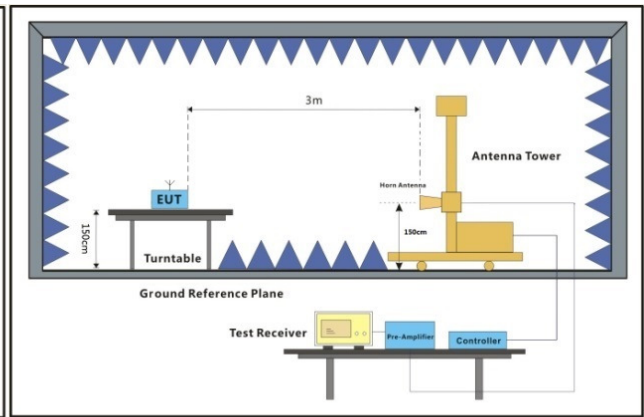 3m
Antenna Tower
Horn Antenna
EUT
150cm
150cm
Turntable
Ground Reference Plane
Test Receiver
Pre-Amplifier
Controller